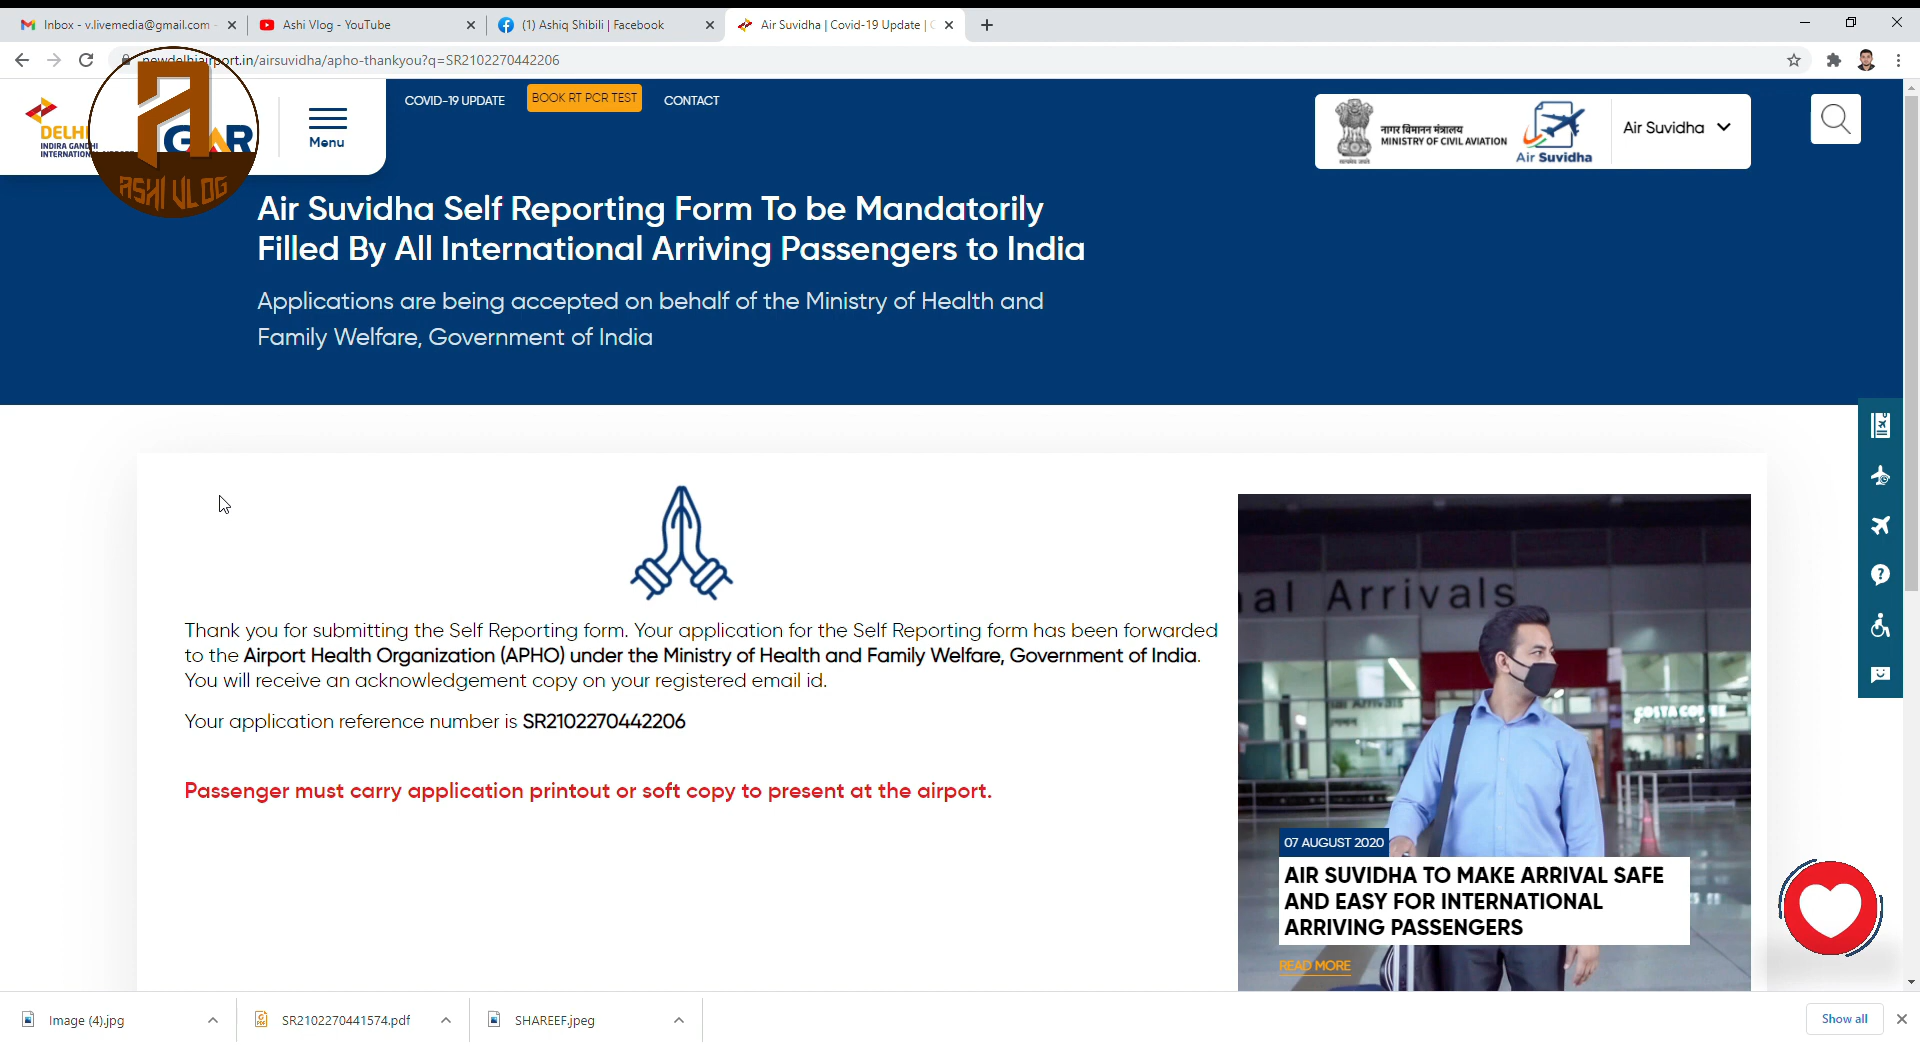 Inbox - v.livemedia@gmail.com -
Ashi Vlog - YouTube
(1) Ashiq Shibili | Facebook
Air Suvidha | Covid-19 Update |
newdelhiairport.in/airsuvidha/apho-thankyou?q=SR2102270442206
DELHI
INDIRA GANDHI
INTERNATIONAL
GMR
ASHI VLOG
Menu
COVID-19 UPDATE
BOOK RT PCR TEST
CONTACT
नागर विमानन मंत्रालय
MINISTRY OF CIVIL AVIATION
Air Suvidha
Air Suvidha
Air Suvidha Self Reporting Form To be Mandatorily
Filled By All International Arriving Passengers to India
Applications are being accepted on behalf of the Ministry of Health and
Family Welfare, Government of India
Thank you for submitting the Self Reporting form. Your application for the Self Reporting form has been forwarded
to the Airport Health Organization (APHO) under the Ministry of Health and Family Welfare, Government of India.
You will receive an acknowledgement copy on your registered email id.
Your application reference number is SR2102270442206
Passenger must carry application printout or soft copy to present at the airport.
al Arrivals
COSTA COFFEE
07 AUGUST 2020
AIR SUVIDHA TO MAKE ARRIVAL SAFE
AND EASY FOR INTERNATIONAL
ARRIVING PASSENGERS
READ MORE
Image (4).jpg
SR2102270441574.pdf
SHAREEF.jpeg
Show all